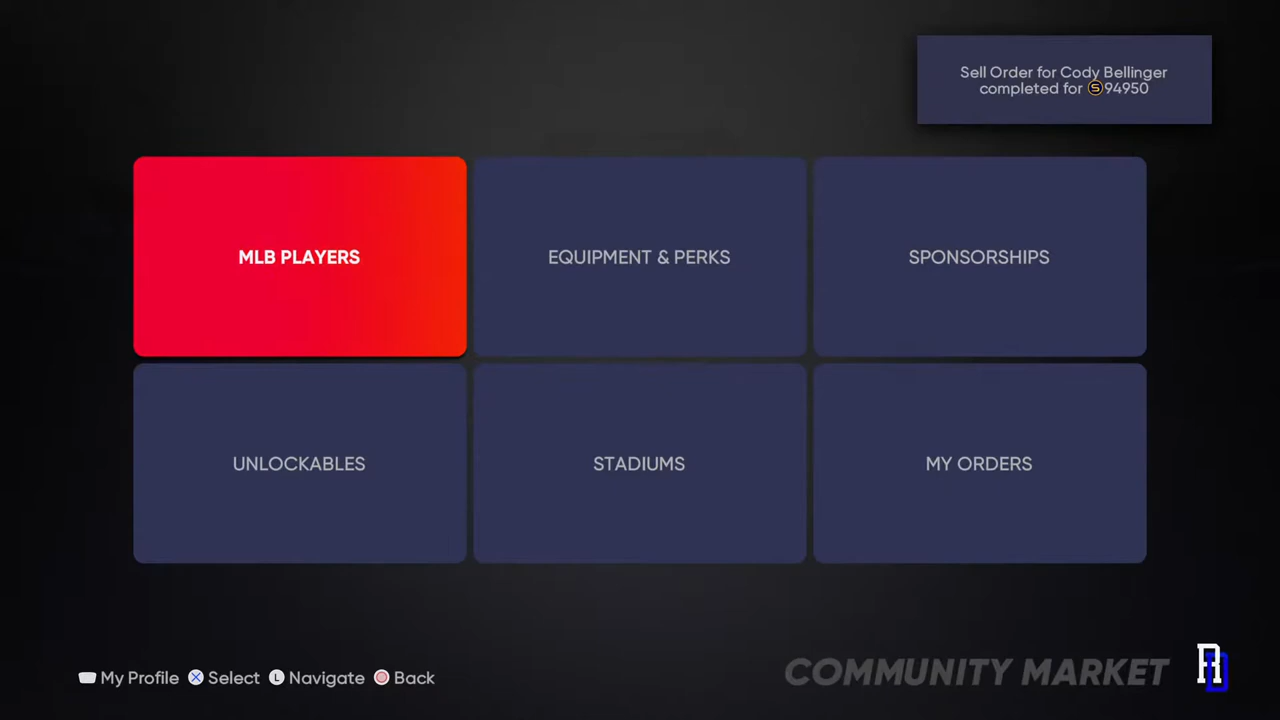 Sell Order for Cody Bellinger
completed for S 94950
MLB PLAYERS
EQUIPMENT & PERKS
SPONSORSHIPS
UNLOCKABLES
STADIUMS
MY ORDERS
My Profile Select L Navigate Back
COMMUNITY MARKET
RD